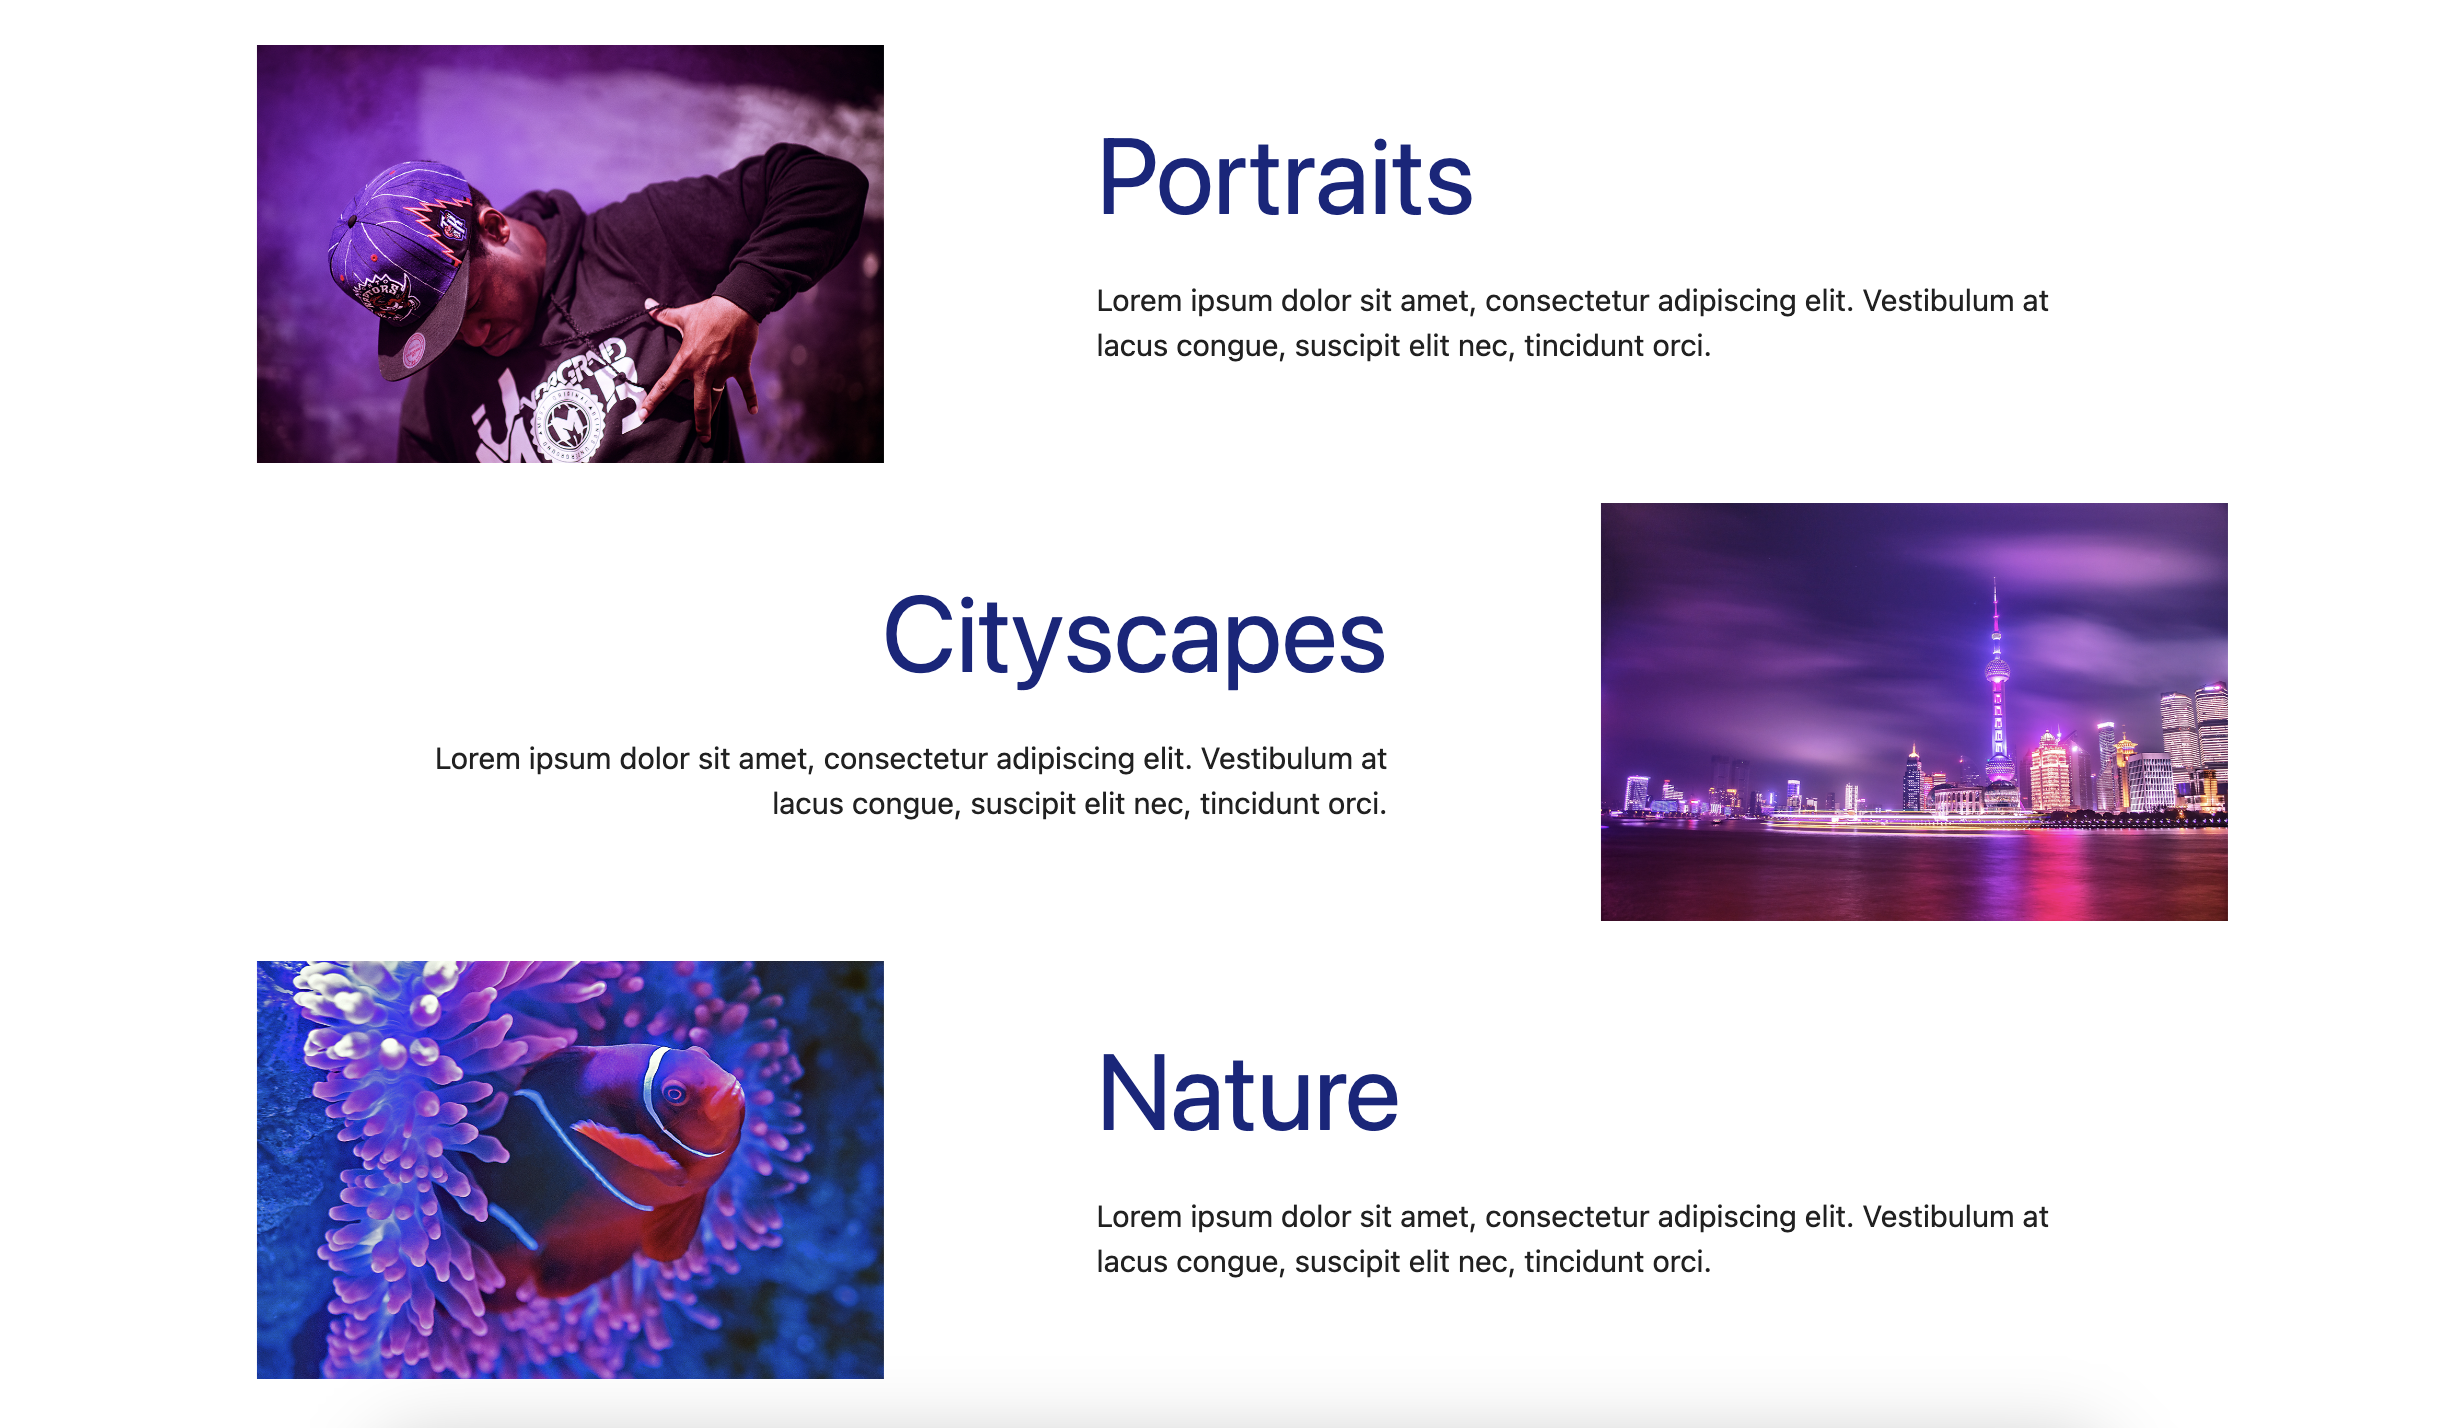 Portraits
Lorem ipsum dolor sit amet, consectetur adipiscing elit. Vestibulum at
lacus congue, suscipit elit nec, tincidunt orci.
Cityscapes
Lorem ipsum dolor sit amet, consectetur adipiscing elit. Vestibulum at
lacus congue, suscipit elit nec, tincidunt orci.
Nature
Lorem ipsum dolor sit amet, consectetur adipiscing elit. Vestibulum at
lacus congue, suscipit elit nec, tincidunt orci.